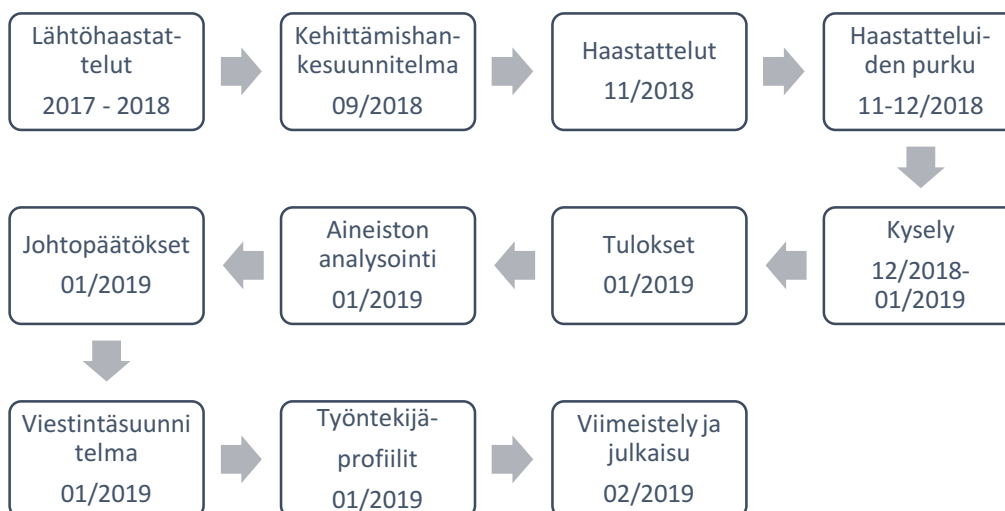 Lähtöhaastat-
telut
2017 - 2018
Kehittämishan-
kesuunnitelma
09/2018
Haastattelut
11/2018
Haastattelui-
den purku
11-12/2018
Kysely
12/2018-
01/2019
Tulokset
01/2019
Aineiston
analysointi
01/2019
Johtopäätökset
01/2019
Viestintäsuunni
telma
01/2019
Työntekijä-
profiilit
01/2019
Viimeistely ja
julkaisu
02/2019